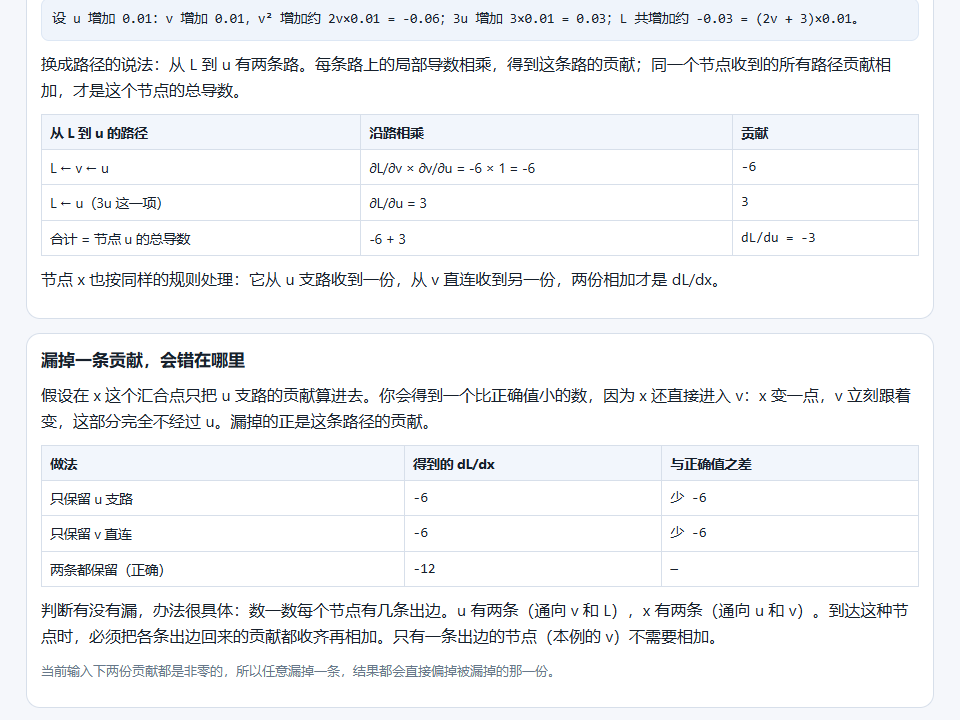 设 u 增加 0.01：v 增加 0.01，v² 增加约 2v×0.01 = -0.06；3u 增加 3×0.01 = 0.03；L 共增加约 -0.03 = (2v + 3)×0.01。
换成路径的说法：从 L 到 u 有两条路。每条路上的局部导数相乘，得到这条路的贡献；同一个节点收到的所有路径贡献相
加，才是这个节点的总导数。
从 L 到 u 的路径 沿路相乘 贡献
L ← v ← u ∂L/∂v × ∂v/∂u = -6 × 1 = -6 -6
L ← u（3u 这一项） ∂L/∂u = 3 3
合计 = 节点 u 的总导数 -6 + 3 dL/du = -3
节点 x 也按同样的规则处理：它从 u 支路收到一份，从 v 直连收到另一份，两份相加才是 dL/dx。
漏掉一条贡献，会错在哪里
假设在 x 这个汇合点只把 u 支路的贡献算进去。你会得到一个比正确值小的数，因为 x 还直接进入 v：x 变一点，v 立刻跟着
变，这部分完全不经过 u。漏掉的正是这条路径的贡献。
做法 得到的 dL/dx 与正确值之差
只保留 u 支路 -6 少 -6
只保留 v 直连 -6 少 -6
两条都保留（正确） -12 —
判断有没有漏，办法很具体：数一数每个节点有几条出边。u 有两条（通向 v 和 L），x 有两条（通向 u 和 v）。到达这种节
点时，必须把各条出边回来的贡献都收齐再相加。只有一条出边的节点（本例的 v）不需要相加。
当前输入下两份贡献都是非零的，所以任意漏掉一条，结果都会直接偏掉被漏掉的那一份。